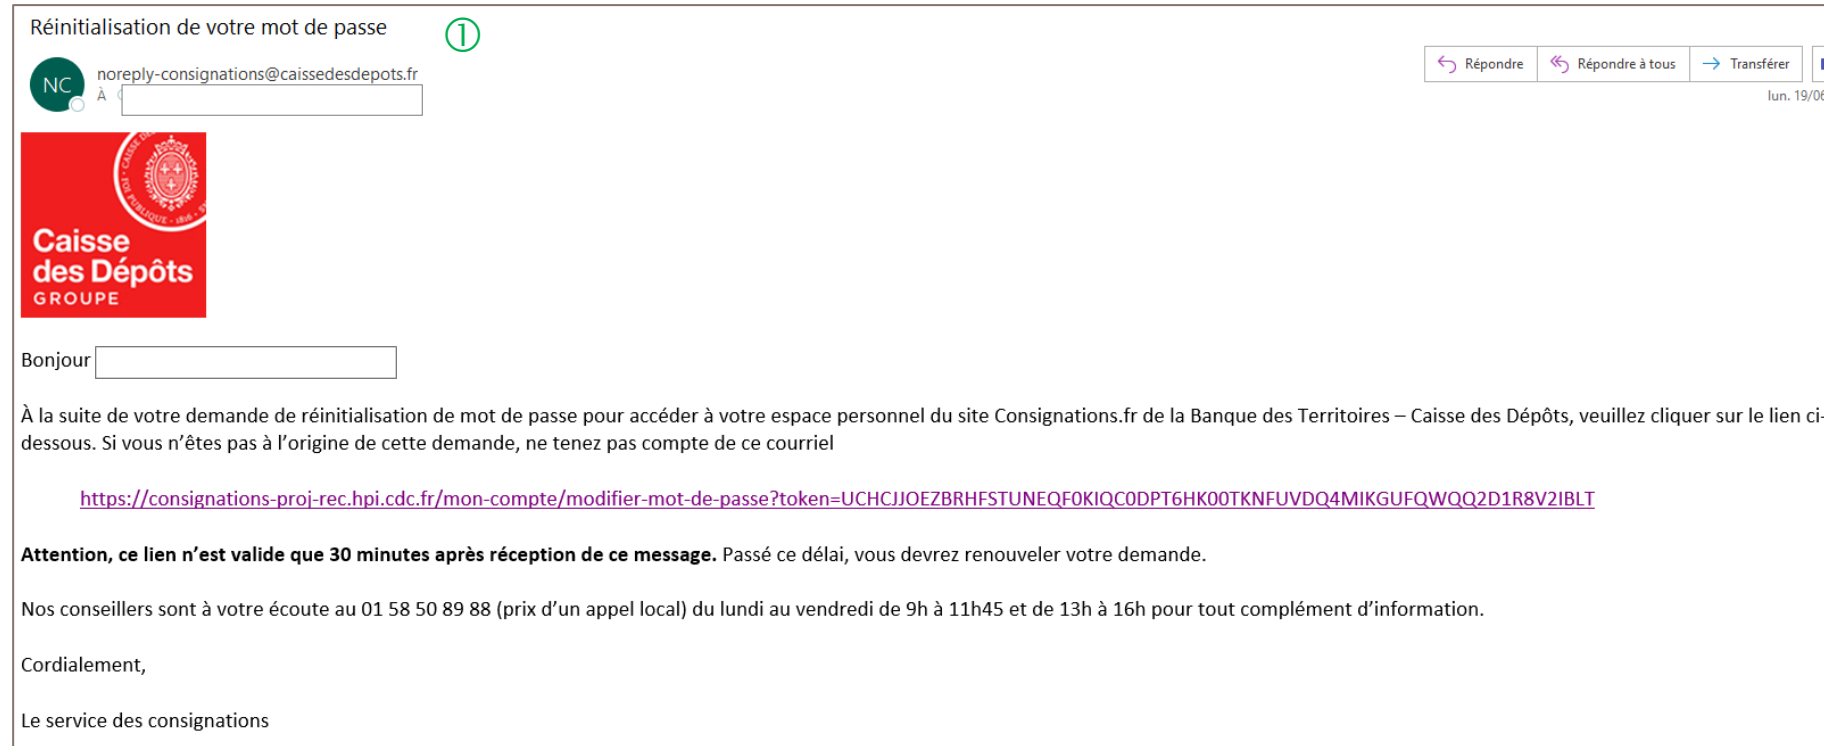 Réinitialisation de votre mot de passe
①
NC
noreply-consignations@caissedesdepots.fr
À
Répondre
Répondre à tous
Transférer
lun. 19/06
CAISSE DES
FOI PUBLIQUE - 1816 -
Caisse
des Dépôts
GROUPE
Bonjour
À la suite de votre demande de réinitialisation de mot de passe pour accéder à votre espace personnel du site Consignations.fr de la Banque des Territoires – Caisse des Dépôts, veuillez cliquer sur le lien ci-
dessous. Si vous n’êtes pas à l’origine de cette demande, ne tenez pas compte de ce courriel
https://consignations-proj-rec.hpi.cdc.fr/mon-compte/modifier-mot-de-passe?token=UCHCJJOEZBRHFSTUNEQF0KIQC0DPT6HK00TKNFUVDQ4MIKGUFQWQQ2D1R8V2IBLT
Attention, ce lien n’est valide que 30 minutes après réception de ce message. Passé ce délai, vous devrez renouveler votre demande.
Nos conseillers sont à votre écoute au 01 58 50 89 88 (prix d’un appel local) du lundi au vendredi de 9h à 11h45 et de 13h à 16h pour tout complément d’information.
Cordialement,
Le service des consignations